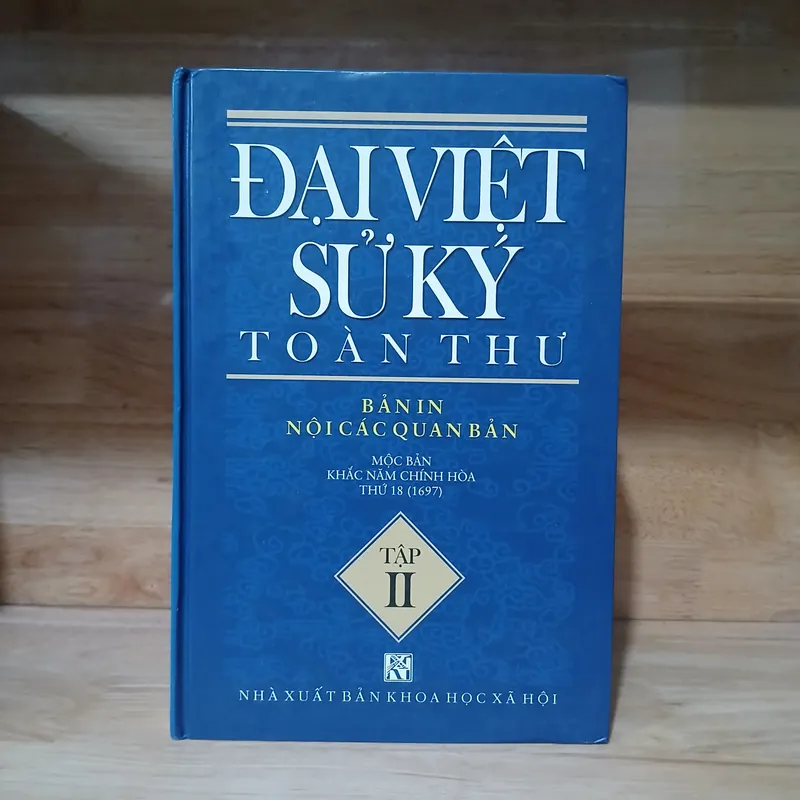 ĐẠI VIỆT
SỬ KÝ
TOÀN THƯ
BẢN IN
NỘI CÁC QUAN BẢN
MỘC BẢN
KHẮC NĂM CHÍNH HÒA
THỨ 18 (1697)
TẬP
II
NHÀ XUẤT BẢN KHOA HỌC XÃ HỘI